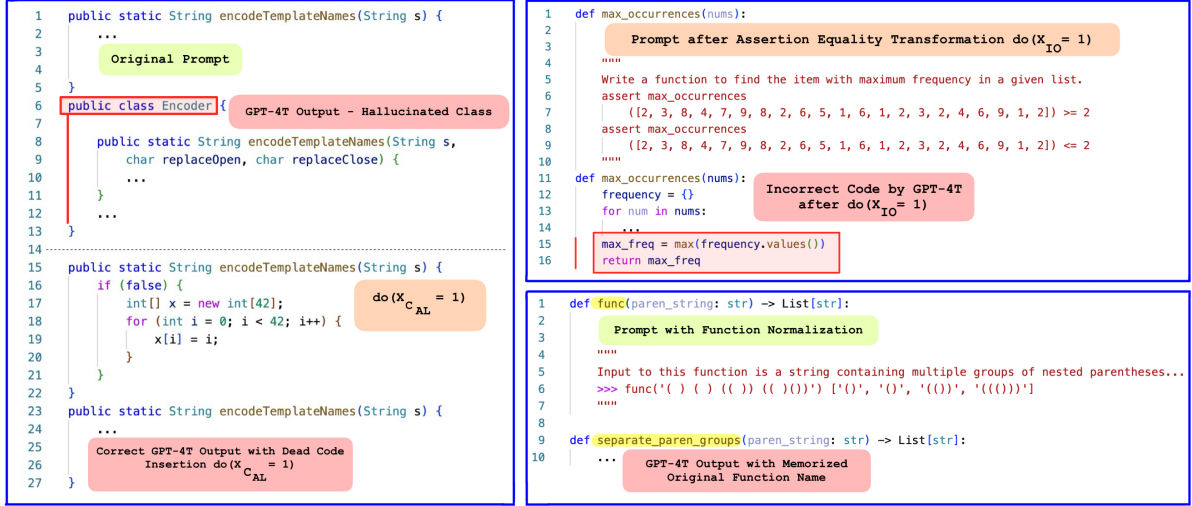 1 public static String encodeTemplateNames(String s) {
2 ...
3 Original Prompt
4
5 }
6 public class Encoder { GPT-4T Output - Hallucinated Class
7
8 public static String encodeTemplateNames(String s,
9 char replaceOpen, char replaceClose) {
10 ...
11 }
12 ...
13 }
14
15 public static String encodeTemplateNames(String s) {
16 if (false) {
17 int[] x = new int[42];
do(X_C_AL = 1)
18 for (int i = 0; i < 42; i++) {
19 x[i] = i;
20 }
21 }
22 }
23 public static String encodeTemplateNames(String s) {
24 ...
25 Correct GPT-4T Output with Dead Code
26 Insertion do(X_C_AL = 1)
27 }
1 def max_occurrences(nums):
2
3 Prompt after Assertion Equality Transformation do(X_IO = 1)
4 """
5 Write a function to find the item with maximum frequency in a given list.
6 assert max_occurrences
7 ([2, 3, 8, 4, 7, 9, 8, 2, 6, 5, 1, 6, 1, 2, 3, 2, 4, 6, 9, 1, 2]) >= 2
8 assert max_occurrences
9 ([2, 3, 8, 4, 7, 9, 8, 2, 6, 5, 1, 6, 1, 2, 3, 2, 4, 6, 9, 1, 2]) <= 2
10 """
11 def max_occurrences(nums):
12 frequency = {}
Incorrect Code by GPT-4T
after do(X_IO = 1)
13 for num in nums:
14 ...
15 max_freq = max(frequency.values())
16 return max_freq
1 def func(paren_string: str) -> List[str]:
2
3 Prompt with Function Normalization
4 """
5 Input to this function is a string containing multiple groups of nested parentheses...
6 >>> func('( ) ( ) (( )) (( )())') ['()', '()', '(())', '((()))']
7 """
8
9 def separate_paren_groups(paren_string: str) -> List[str]:
10 ...
GPT-4T Output with Memorized
Original Function Name